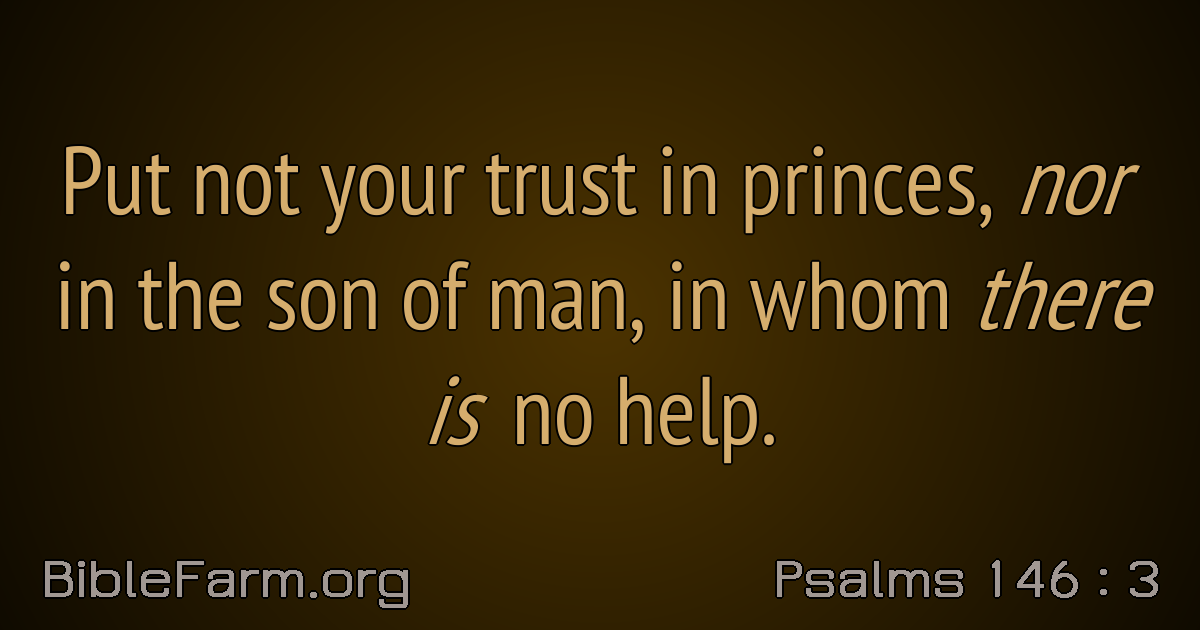 Put not your trust in princes, nor
in the son of man, in whom there
is no help.
BibleFarm.org
Psalms 146 : 3